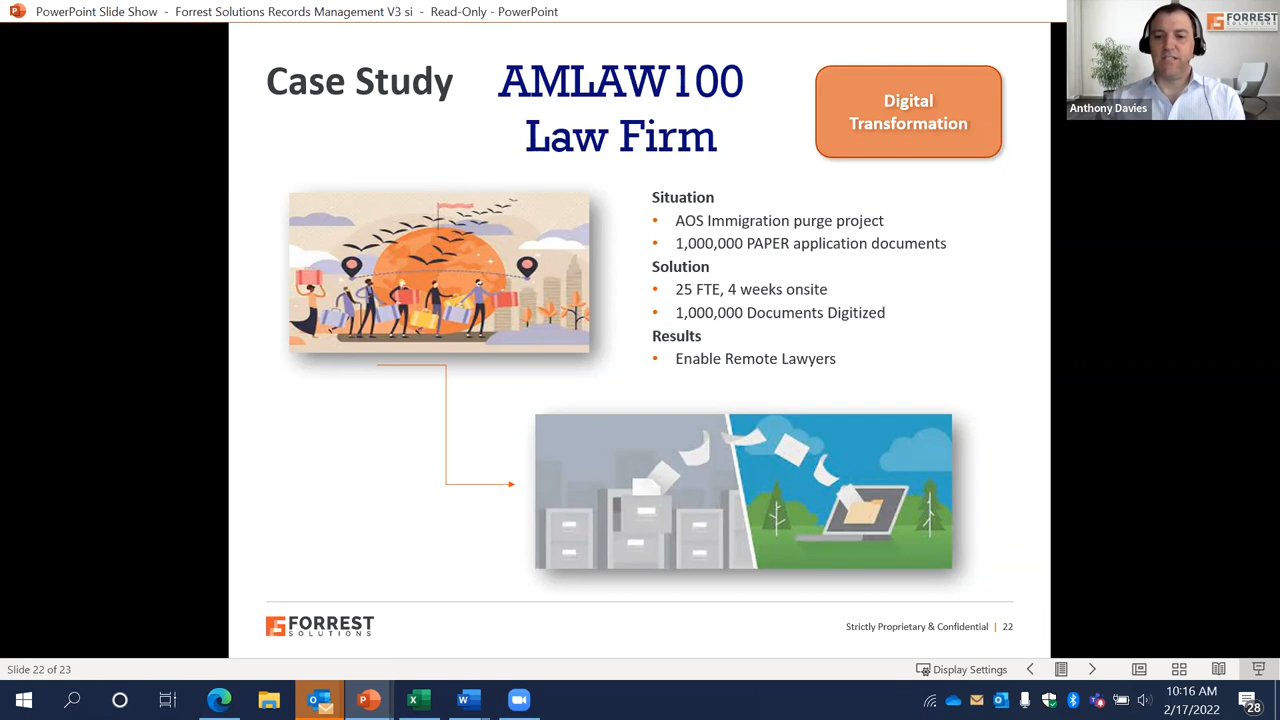 PowerPoint Slide Show - Forrest Solutions Records Management V3 si - Read-Only - PowerPoint
FORREST
SOLUTIONS
Anthony Davies
Case Study
AMLAW100
Law Firm
Digital
Transformation
Situation
• AOS Immigration purge project
• 1,000,000 PAPER application documents
Solution
• 25 FTE, 4 weeks onsite
• 1,000,000 Documents Digitized
Results
• Enable Remote Lawyers
FORREST
SOLUTIONS
Strictly Proprietary & Confidential | 22
Slide 22 of 23
Display Settings
10:16 AM
2/17/2022
28